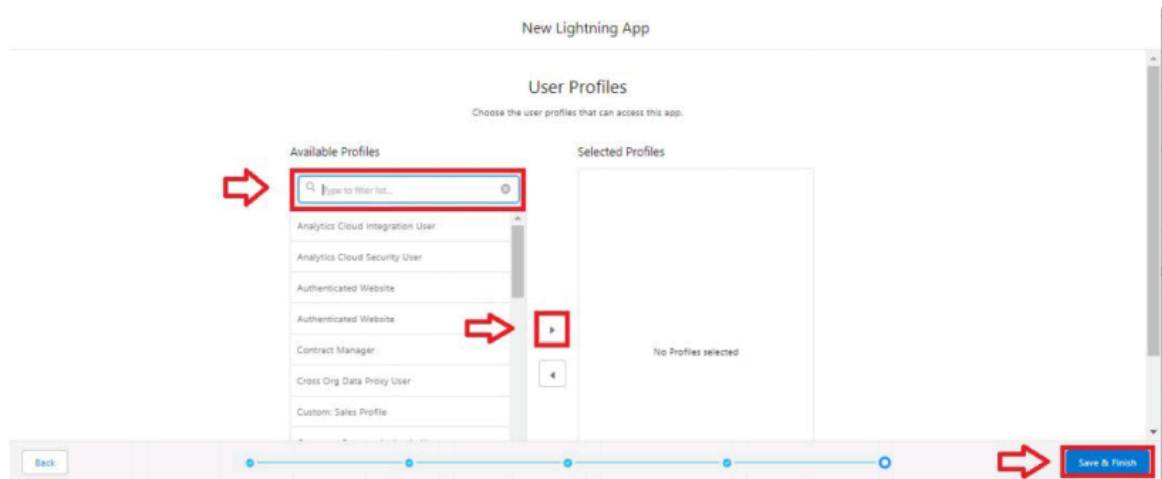 New Lightning App
User Profiles
Choose the user profiles that can access this app.
Available Profiles
Selected Profiles
Type to filter list...
Analytics Cloud Integration User
Analytics Cloud Security User
Authenticated Website
Authenticated Website
Contract Manager
No Profiles selected
Cross Org Data Proxy User
Custom: Sales Profile
Back
Save & Finish